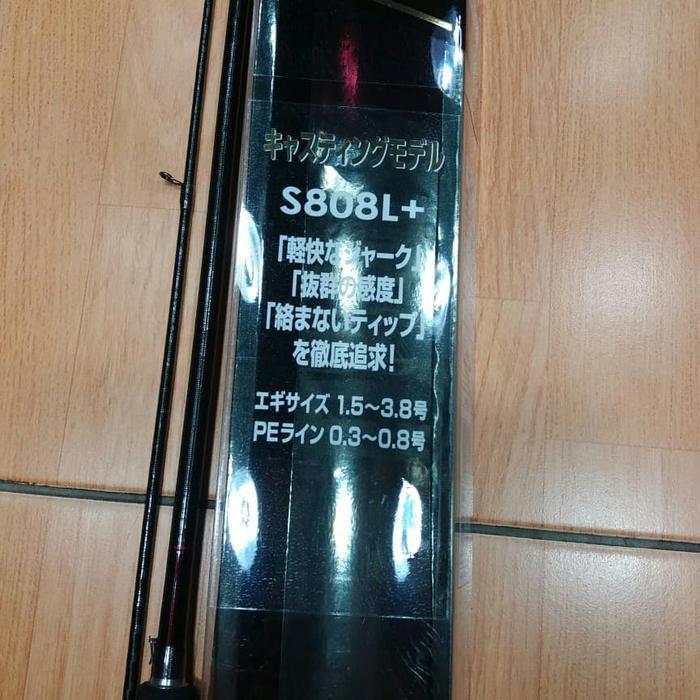 キャスティングモデル
S808L+
「軽快なジャーク」
「抜群の感度」
「絡まないティップ」
を徹底追求!
エギサイズ 1.5～3.8号
PEライン 0.3～0.8号